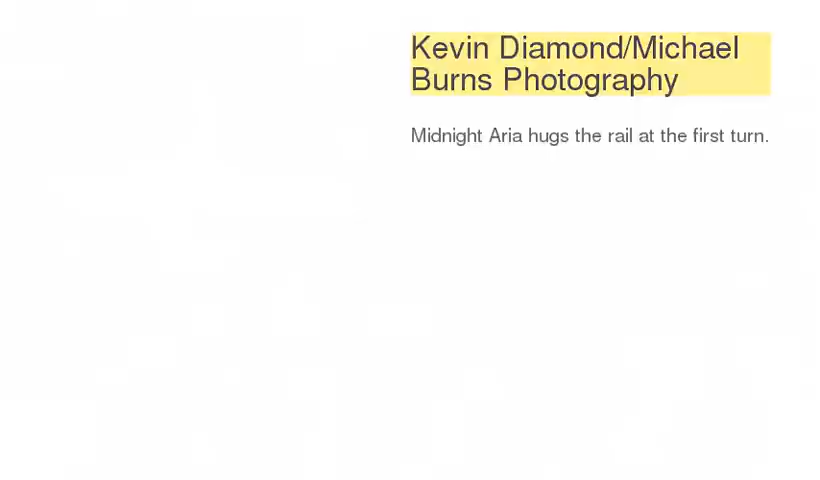 Kevin Diamond/Michael
Burns Photography
Midnight Aria hugs the rail at the first turn.